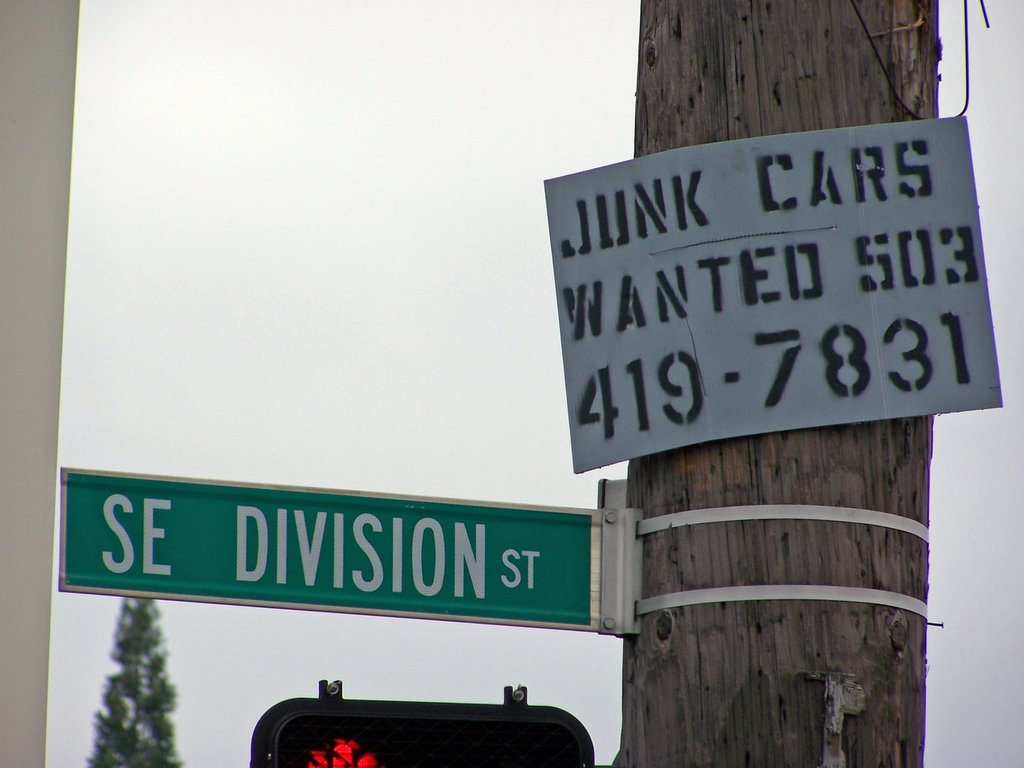 JUNK CARS
WANTED 503
419-7831
SE DIVISION ST